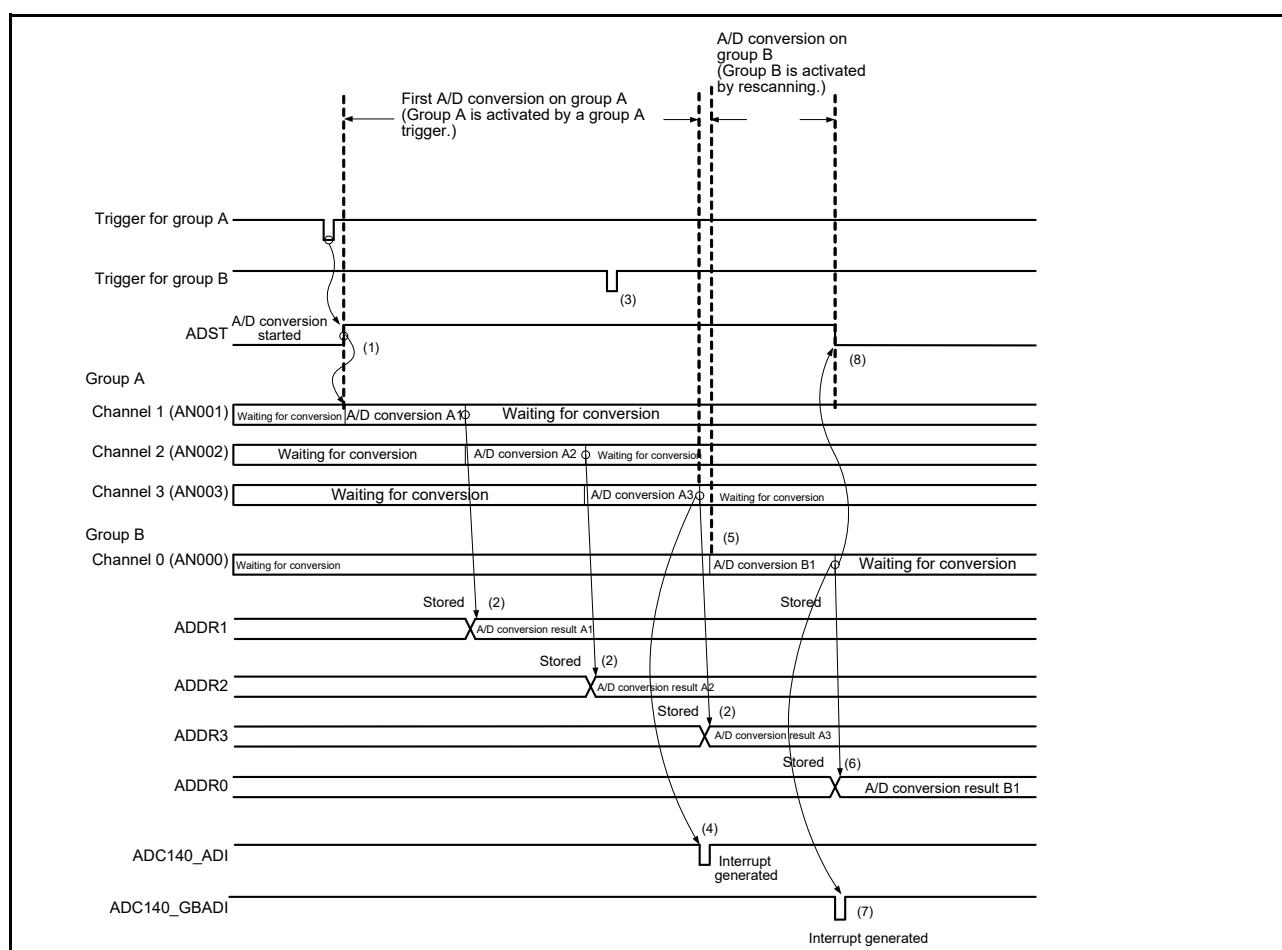 A/D conversion on
group B
(Group B is activated
by rescanning.)
First A/D conversion on group A
(Group A is activated by a group A
trigger.)
Trigger for group A
Trigger for group B
(3)
A/D conversion
started
ADST
(1)
(8)
Group A
Channel 1 (AN001) Waiting for conversion A/D conversion A1 Waiting for conversion
Channel 2 (AN002) Waiting for conversion A/D conversion A2 Waiting for conversion
Channel 3 (AN003) Waiting for conversion A/D conversion A3 Waiting for conversion
Group B
(5)
Channel 0 (AN000) Waiting for conversion A/D conversion B1 Waiting for conversion
Stored (2) Stored
ADDR1 A/D conversion result A1
Stored (2)
ADDR2 A/D conversion result A2
Stored (2)
ADDR3 A/D conversion result A3
Stored (6)
ADDR0 A/D conversion result B1
(4)
ADC140_ADI
Interrupt
generated
ADC140_GBADI
(7)
Interrupt generated